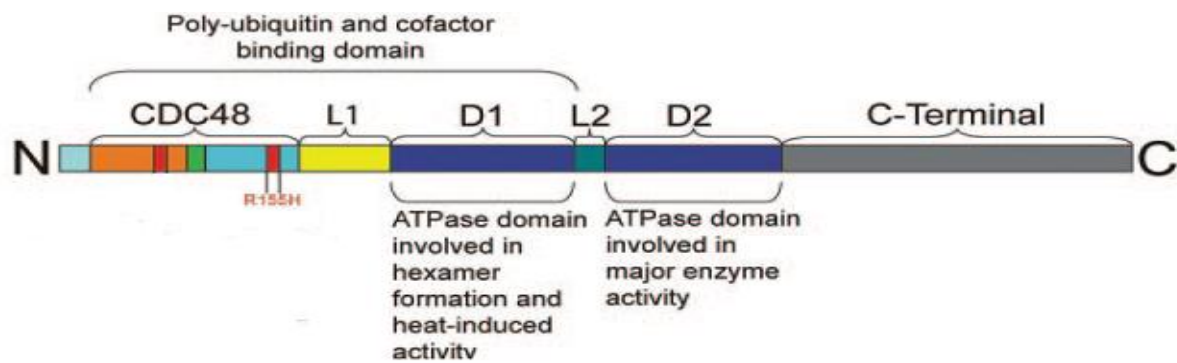 Poly-ubiquitin and cofactor
binding domain
CDC48 L1 D1 L2 D2 C-Terminal
N C
R155H
ATPase domain
involved in
hexamer
formation and
heat-induced
activity
ATPase domain
involved in
major enzyme
activity